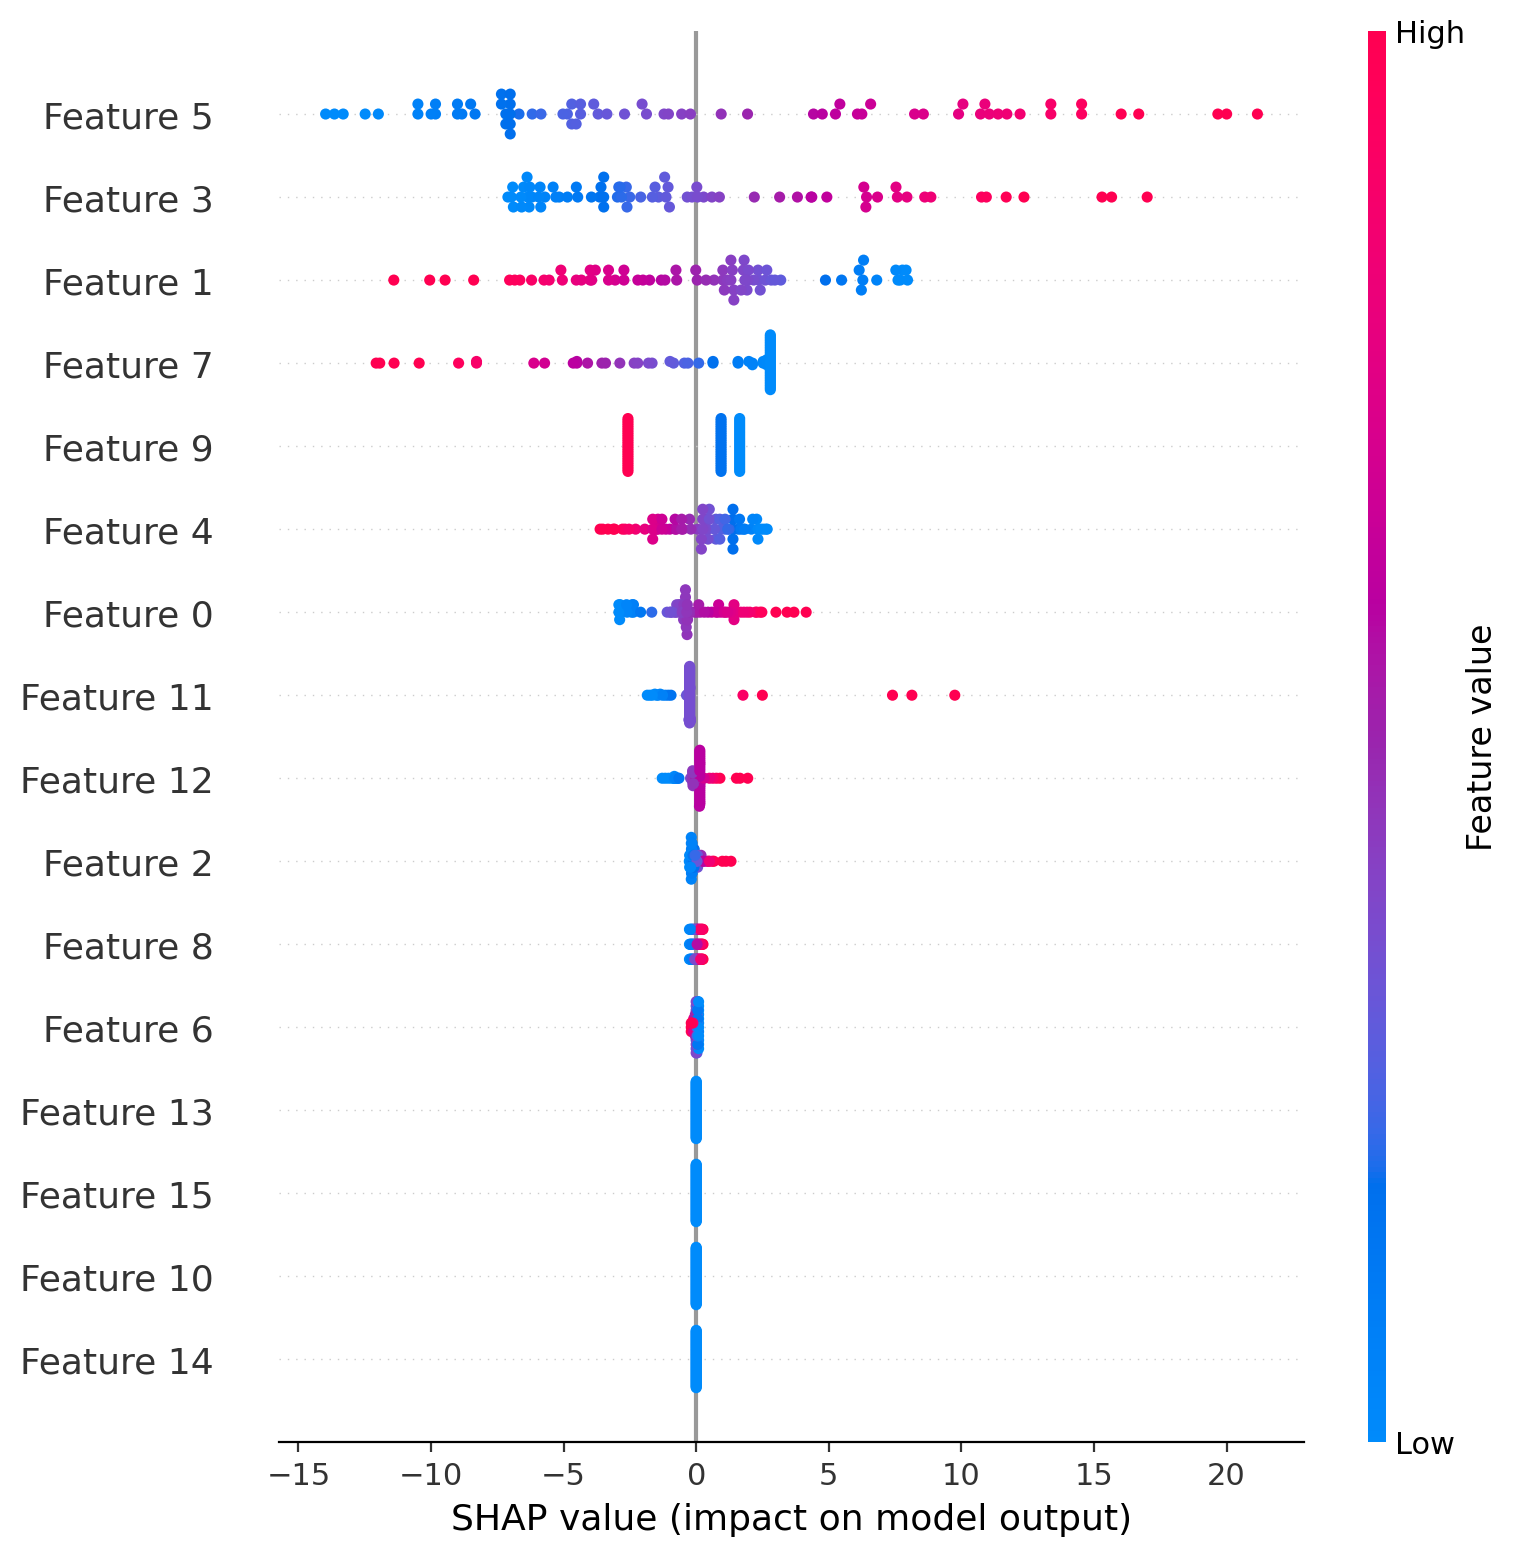 High
Feature 5
Feature 3
Feature 1
Feature 7
Feature 9
Feature 4
Feature 0
Feature 11
Feature 12
Feature 2
Feature 8
Feature 6
Feature 13
Feature 15
Feature 10
Feature 14
Feature value
Low
−15 −10 −5 0 5 10 15 20
SHAP value (impact on model output)